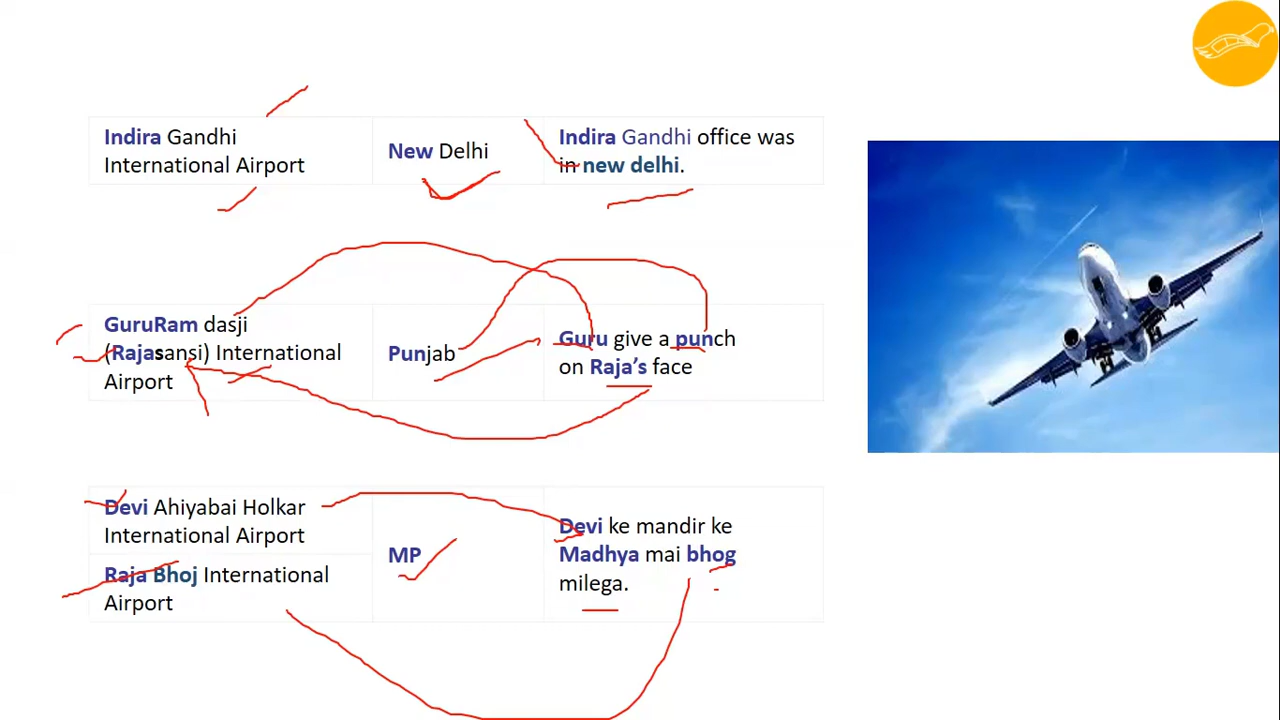 Indira Gandhi
International Airport
New Delhi
Indira Gandhi office was
in new delhi.
GuruRam dasji
(Rajasansi) International
Airport
Punjab
Guru give a punch
on Raja’s face
Devi Ahiyabai Holkar
International Airport
Raja Bhoj International
Airport
MP
Devi ke mandir ke
Madhya mai bhog
milega.